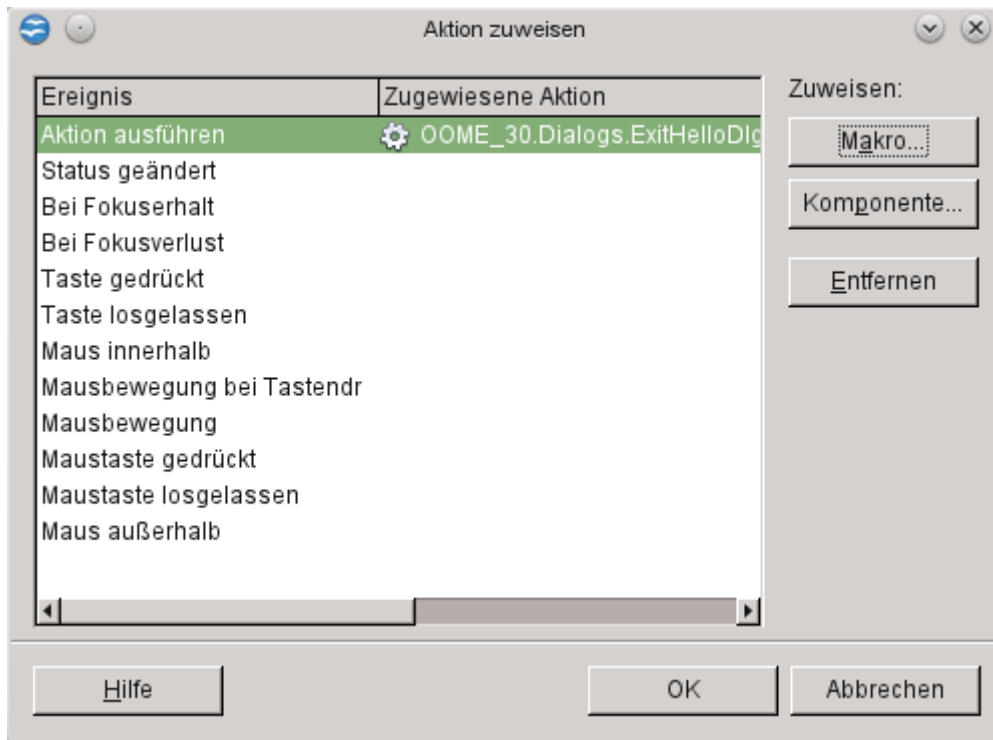 Aktion zuweisen
Ereignis Zugewiesene Aktion
Aktion ausführen OOME_30.Dialogs.ExitHelloDlg
Status geändert
Bei Fokuserhalt
Bei Fokusverlust
Taste gedrückt
Taste losgelassen
Maus innerhalb
Mausbewegung bei Tastendr
Mausbewegung
Maustaste gedrückt
Maustaste losgelassen
Maus außerhalb
Zuweisen:
Makro...
Komponente...
Entfernen
Hilfe
OK
Abbrechen